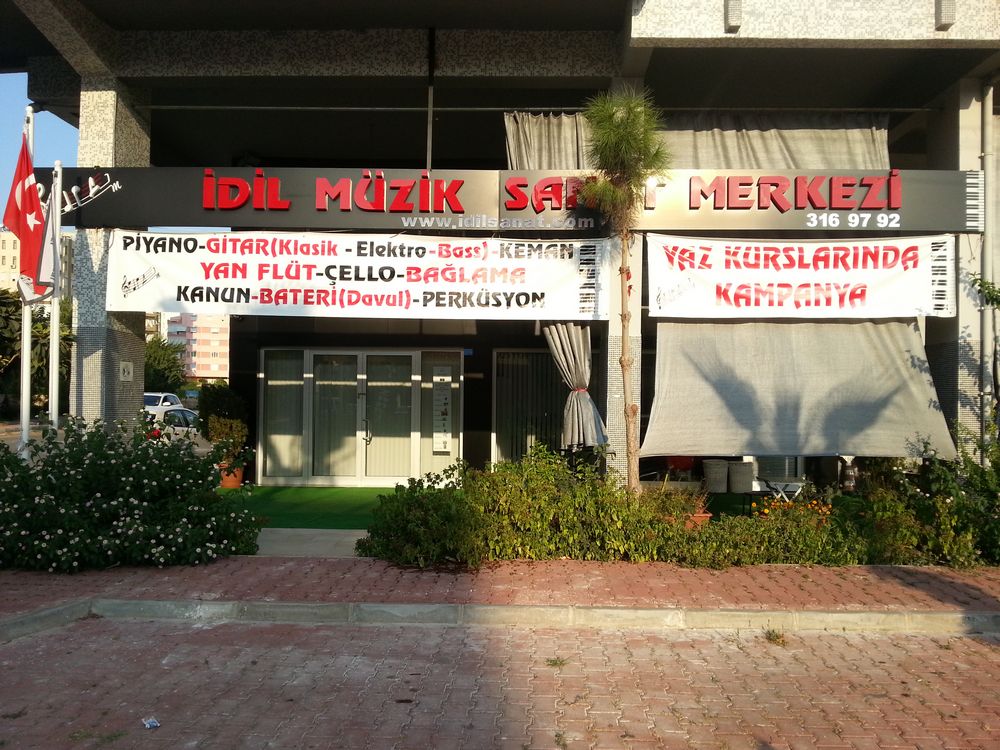 İDİL MÜZİK SANAT MERKEZİ
www.idilsanat.com
316 97 92
PİYANO-GİTAR(Klasik -Elektro-Bass)-KEMAN
YAN FLÜT-ÇELLO-BAĞLAMA
KANUN-BATERİ(Davul)-PERKÜSYON
YAZ KURSLARINDA
KAMPANYA